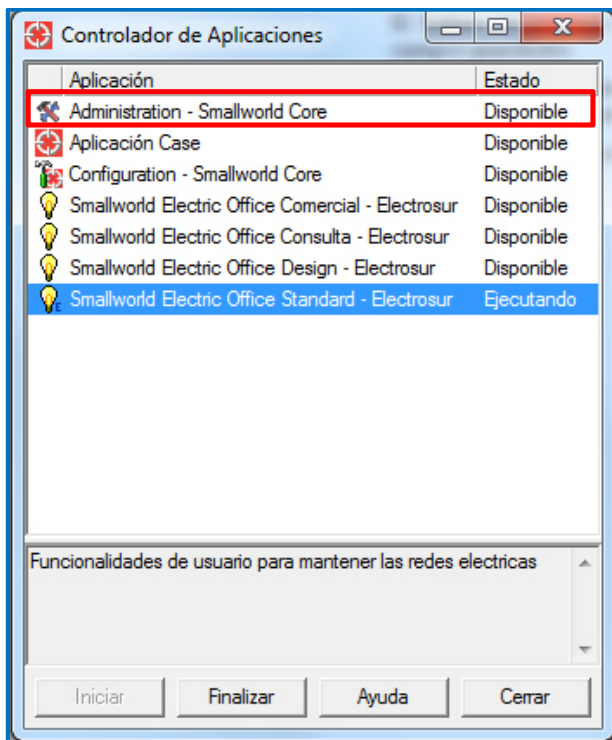 Controlador de Aplicaciones
Aplicación Estado
Administration - Smallworld Core Disponible
Aplicación Case Disponible
Configuration - Smallworld Core Disponible
Smallworld Electric Office Comercial - Electrosur Disponible
Smallworld Electric Office Consulta - Electrosur Disponible
Smallworld Electric Office Design - Electrosur Disponible
Smallworld Electric Office Standard - Electrosur Ejecutando
Funcionalidades de usuario para mantener las redes electricas
Iniciar Finalizar Ayuda Cerrar